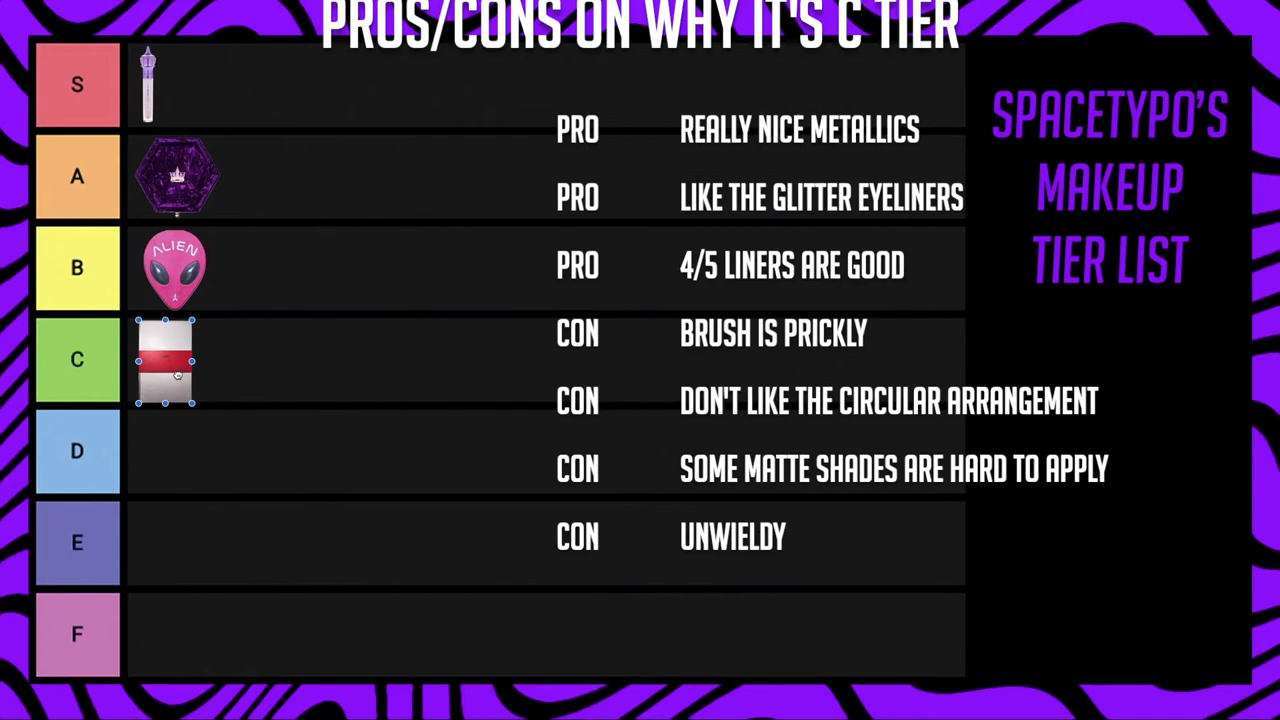 PROS/CONS ON WHY IT'S C TIER
SPACETYPO'S
MAKEUP
TIER LIST
S
A
B
C
D
E
F
ALIEN
PRO REALLY NICE METALLICS
PRO LIKE THE GLITTER EYELINERS
PRO 4/5 LINERS ARE GOOD
CON BRUSH IS PRICKLY
CON DON'T LIKE THE CIRCULAR ARRANGEMENT
CON SOME MATTE SHADES ARE HARD TO APPLY
CON UNWIELDY